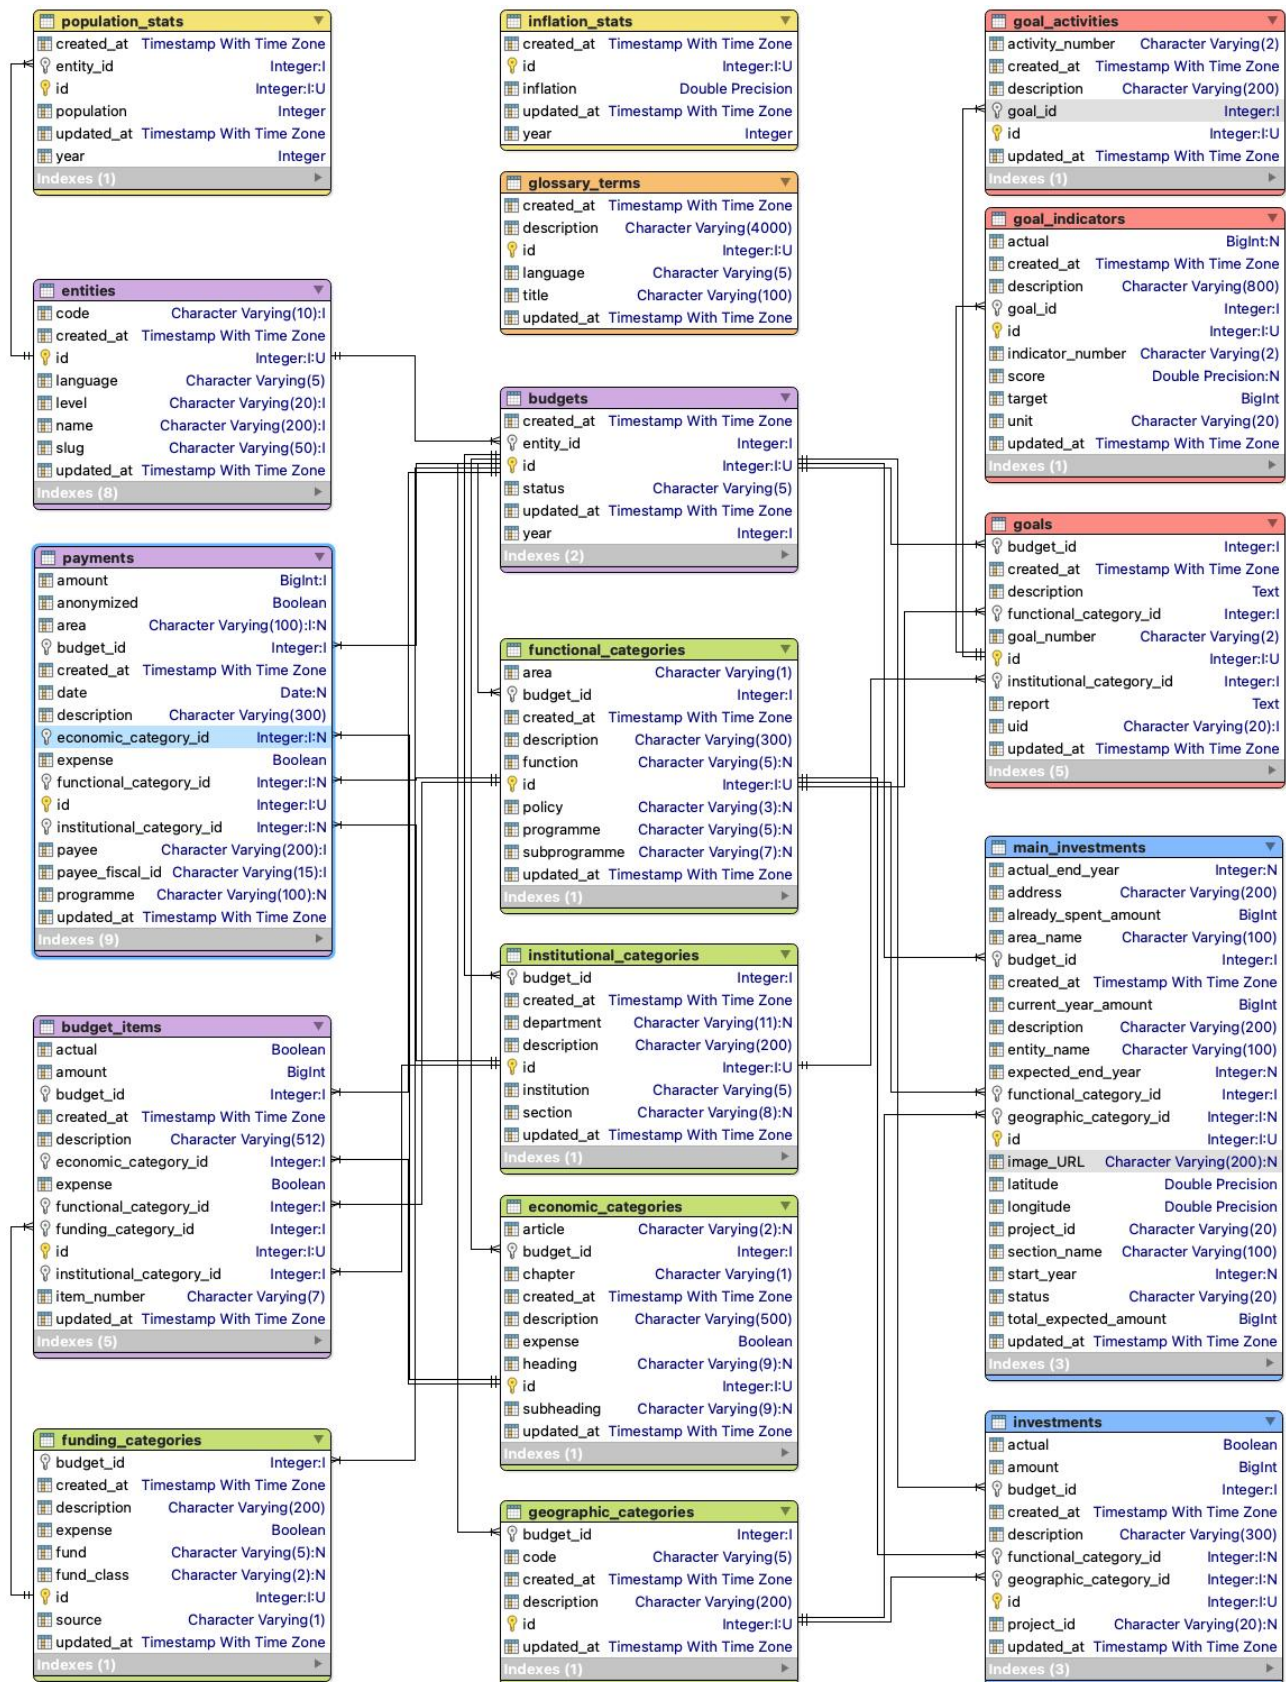 population_stats
created_at Timestamp With Time Zone
entity_id Integer:I
id Integer:I:U
population Integer
updated_at Timestamp With Time Zone
year Integer
Indexes (1)
entities
code Character Varying(10):I
created_at Timestamp With Time Zone
id Integer:I:U
language Character Varying(5)
level Character Varying(20):I
name Character Varying(200):I
slug Character Varying(50):I
updated_at Timestamp With Time Zone
Indexes (8)
payments
amount BigInt:I
anonymized Boolean
area Character Varying(100):I:N
budget_id Integer:I
created_at Timestamp With Time Zone
date Date:N
description Character Varying(300)
economic_category_id Integer:I:N
expense Boolean
functional_category_id Integer:I:N
id Integer:I:U
institutional_category_id Integer:I:N
payee Character Varying(200):I
payee_fiscal_id Character Varying(15):I
programme Character Varying(100):N
updated_at Timestamp With Time Zone
Indexes (9)
budget_items
actual Boolean
amount BigInt
budget_id Integer:I
created_at Timestamp With Time Zone
description Character Varying(512)
economic_category_id Integer:I
expense Boolean
functional_category_id Integer:I
funding_category_id Integer:I
id Integer:I:U
institutional_category_id Integer:I
item_number Character Varying(7)
updated_at Timestamp With Time Zone
Indexes (5)
funding_categories
budget_id Integer:I
created_at Timestamp With Time Zone
description Character Varying(200)
expense Boolean
fund Character Varying(5):N
fund_class Character Varying(2):N
id Integer:I:U
source Character Varying(1)
updated_at Timestamp With Time Zone
Indexes (1)
inflation_stats
created_at Timestamp With Time Zone
id Integer:I:U
inflation Double Precision
updated_at Timestamp With Time Zone
year Integer
glossary_terms
created_at Timestamp With Time Zone
description Character Varying(4000)
id Integer:I:U
language Character Varying(5)
title Character Varying(100)
updated_at Timestamp With Time Zone
budgets
created_at Timestamp With Time Zone
entity_id Integer:I
id Integer:I:U
status Character Varying(5)
updated_at Timestamp With Time Zone
year Integer:I
Indexes (2)
functional_categories
area Character Varying(1)
budget_id Integer:I
created_at Timestamp With Time Zone
description Character Varying(300)
function Character Varying(5):N
id Integer:I:U
policy Character Varying(3):N
programme Character Varying(5):N
subprogramme Character Varying(7):N
updated_at Timestamp With Time Zone
Indexes (1)
institutional_categories
budget_id Integer:I
created_at Timestamp With Time Zone
department Character Varying(11):N
description Character Varying(200)
id Integer:I:U
institution Character Varying(5)
section Character Varying(8):N
updated_at Timestamp With Time Zone
Indexes (1)
economic_categories
article Character Varying(2):N
budget_id Integer:I
chapter Character Varying(1)
created_at Timestamp With Time Zone
description Character Varying(500)
expense Boolean
heading Character Varying(9):N
id Integer:I:U
subheading Character Varying(9):N
updated_at Timestamp With Time Zone
Indexes (1)
geographic_categories
budget_id Integer:I
code Character Varying(5)
created_at Timestamp With Time Zone
description Character Varying(200)
id Integer:I:U
updated_at Timestamp With Time Zone
Indexes (1)
goal_activities
activity_number Character Varying(2)
created_at Timestamp With Time Zone
description Character Varying(200)
goal_id Integer:I
id Integer:I:U
updated_at Timestamp With Time Zone
Indexes (1)
goal_indicators
actual BigInt:N
created_at Timestamp With Time Zone
description Character Varying(800)
goal_id Integer:I
id Integer:I:U
indicator_number Character Varying(2)
score Double Precision:N
target BigInt
unit Character Varying(20)
updated_at Timestamp With Time Zone
Indexes (1)
goals
budget_id Integer:I
created_at Timestamp With Time Zone
description Text
functional_category_id Integer:I
goal_number Character Varying(2)
id Integer:I:U
institutional_category_id Integer:I
report Text
uid Character Varying(20):I
updated_at Timestamp With Time Zone
Indexes (5)
main_investments
actual_end_year Integer:N
address Character Varying(200)
already_spent_amount BigInt
area_name Character Varying(100)
budget_id Integer:I
created_at Timestamp With Time Zone
current_year_amount BigInt
description Character Varying(200)
entity_name Character Varying(100)
expected_end_year Integer:N
functional_category_id Integer:I
geographic_category_id Integer:I:N
id Integer:I:U
image_URL Character Varying(200):N
latitude Double Precision
longitude Double Precision
project_id Character Varying(20)
section_name Character Varying(100)
start_year Integer:N
status Character Varying(20)
total_expected_amount BigInt
updated_at Timestamp With Time Zone
Indexes (3)
investments
actual Boolean
amount BigInt
budget_id Integer:I
created_at Timestamp With Time Zone
description Character Varying(300)
functional_category_id Integer:I:N
geographic_category_id Integer:I:N
id Integer:I:U
project_id Character Varying(20):N
updated_at Timestamp With Time Zone
Indexes (3)